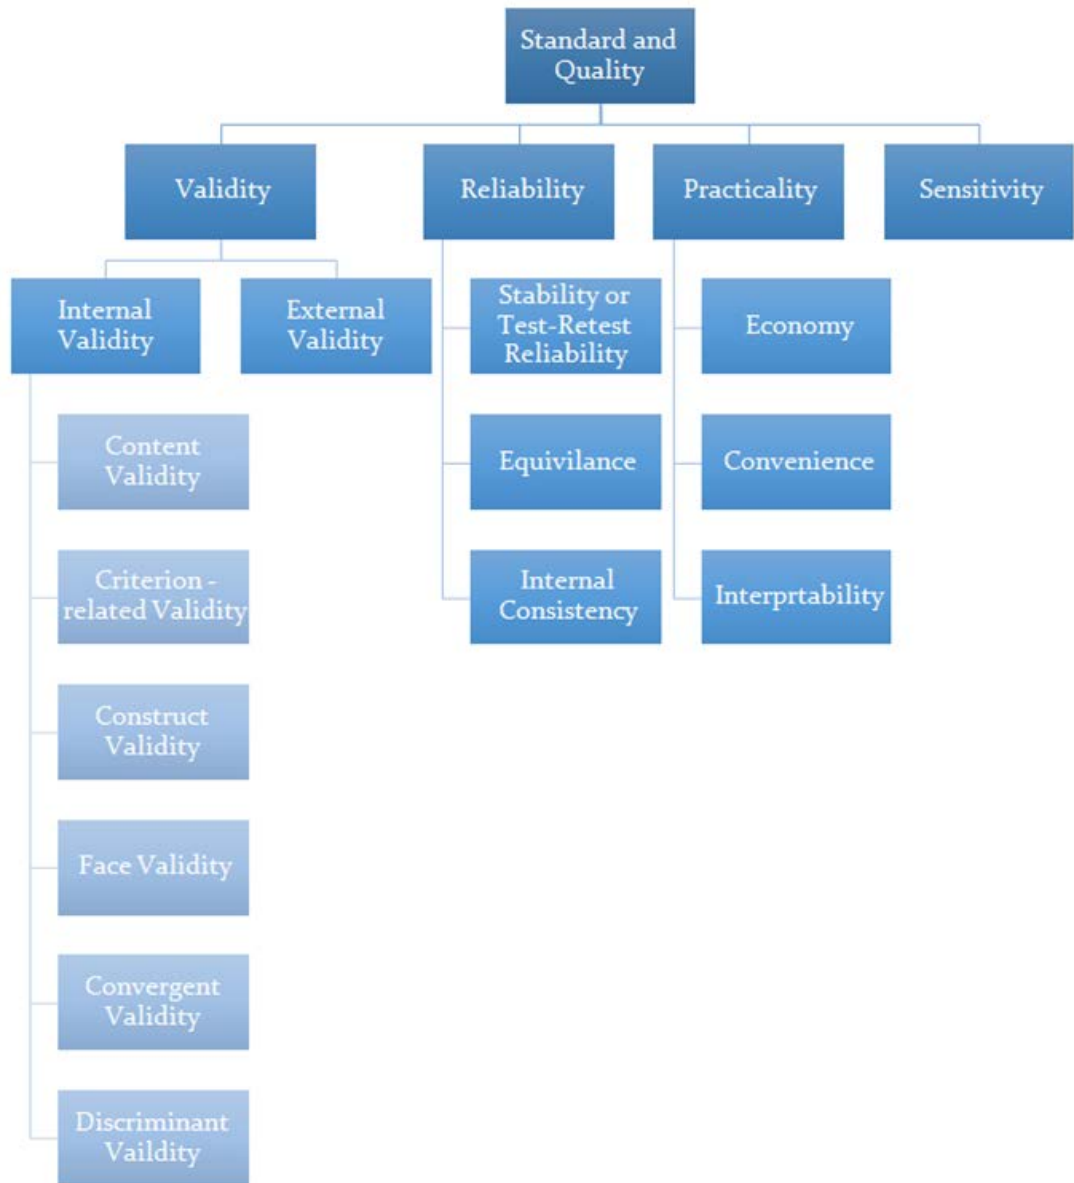 Standard and
Quality
Validity
Reliability
Practicality
Sensitivity
Internal
Validity
External
Validity
Stability or
Test-Retest
Reliability
Economy
Content
Validity
Equivilance
Convenience
Criterion -
related Validity
Internal
Consistency
Interprtability
Construct
Validity
Face Validity
Convergent
Validity
Discriminant
Vaildity